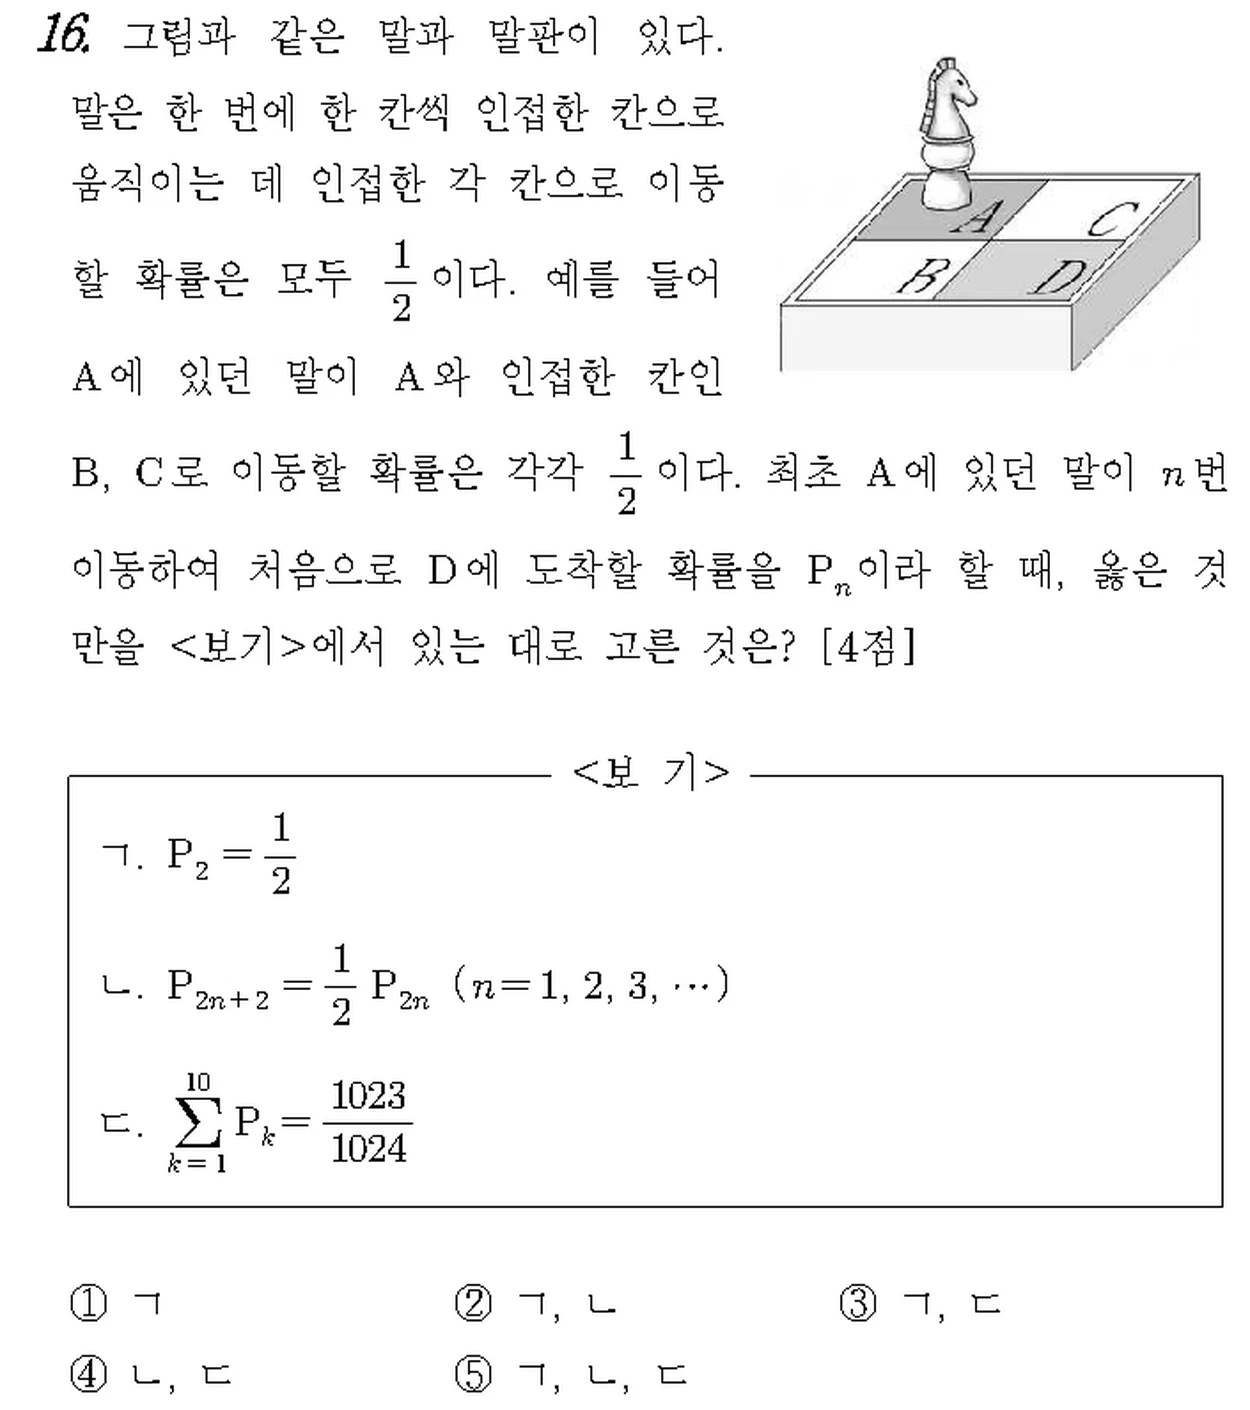 16. 그림과 같은 말과 말판이 있다.
말은 한 번에 한 칸씩 인접한 칸으로
움직이는 데 인접한 각 칸으로 이동
할 확률은 모두 1/2 이다. 예를 들어
A에 있던 말이 A와 인접한 칸인
B, C로 이동할 확률은 각각 1/2 이다. 최초 A에 있던 말이 n번
이동하여 처음으로 D에 도착할 확률을 Pₙ이라 할 때, 옳은 것
만을 <보기>에서 있는 대로 고른 것은? [4점]
A C
B D
<보 기>
ㄱ. P₂ = 1/2
ㄴ. P₂ₙ₊₂ = 1/2 P₂ₙ (n = 1, 2, 3, ⋯)
ㄷ. ∑_{k=1}^{10} Pₖ = 1023/1024
① ㄱ ② ㄱ, ㄴ ③ ㄱ, ㄷ
④ ㄴ, ㄷ ⑤ ㄱ, ㄴ, ㄷ